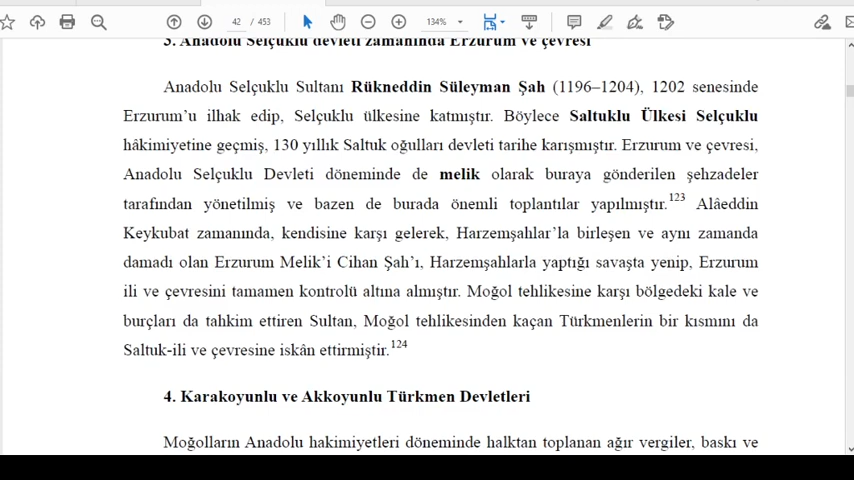 42 / 453
134%
3. Anadolu Selçuklu devleti zamanında Erzurum ve çevresi
Anadolu Selçuklu Sultanı Rükneddin Süleyman Şah (1196–1204), 1202 senesinde
Erzurum’u ilhak edip, Selçuklu ülkesine katmıştır. Böylece Saltuklu Ülkesi Selçuklu
hâkimiyetine geçmiş, 130 yıllık Saltuk oğulları devleti tarihe karışmıştır. Erzurum ve çevresi,
Anadolu Selçuklu Devleti döneminde de melik olarak buraya gönderilen şehzadeler
tarafından yönetilmiş ve bazen de burada önemli toplantılar yapılmıştır.123 Alâeddin
Keykubat zamanında, kendisine karşı gelerek, Harzemşahlar’la birleşen ve aynı zamanda
damadı olan Erzurum Melik’i Cihan Şah’ı, Harzemşahlarla yaptığı savaşta yenip, Erzurum
ili ve çevresini tamamen kontrolü altına almıştır. Moğol tehlikesine karşı bölgedeki kale ve
burçları da tahkim ettiren Sultan, Moğol tehlikesinden kaçan Türkmenlerin bir kısmını da
Saltuk-ili ve çevresine iskân ettirmiştir.124
4. Karakoyunlu ve Akkoyunlu Türkmen Devletleri
Moğolların Anadolu hakimiyetleri döneminde halktan toplanan ağır vergiler, baskı ve